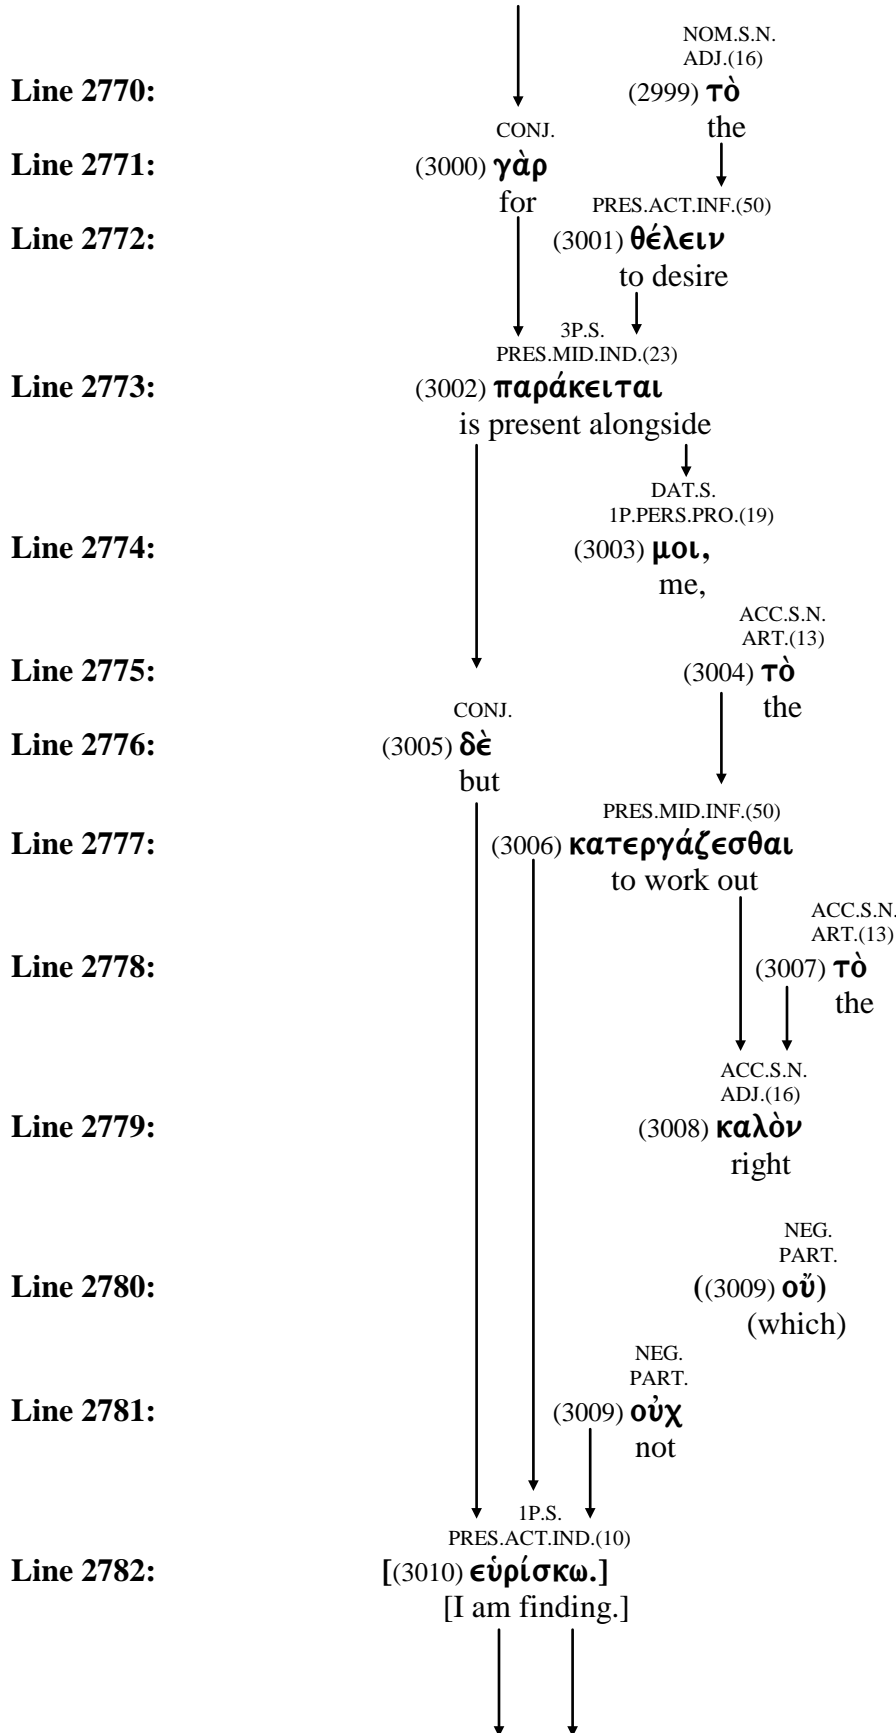 NOM.S.N.
ADJ.(16)
Line 2770: (2999) τὸ
the
CONJ.
Line 2771: (3000) γὰρ
for
PRES.ACT.INF.(50)
Line 2772: (3001) θέλειν
to desire
3P.S.
PRES.MID.IND.(23)
Line 2773: (3002) παράκειται
is present alongside
DAT.S.
1P.PERS.PRO.(19)
Line 2774: (3003) μοι,
me,
ACC.S.N.
ART.(13)
Line 2775: (3004) τὸ
the
CONJ.
Line 2776: (3005) δὲ
but
PRES.MID.INF.(50)
Line 2777: (3006) κατεργάζεσθαι
to work out
ACC.S.N.
ART.(13)
Line 2778: (3007) τὸ
the
ACC.S.N.
ADJ.(16)
Line 2779: (3008) καλὸν
right
NEG.
PART.
Line 2780: ((3009) οὔ)
(which)
NEG.
PART.
Line 2781: (3009) οὐχ
not
1P.S.
PRES.ACT.IND.(10)
Line 2782: [(3010) εὑρίσκω.]
[I am finding.]